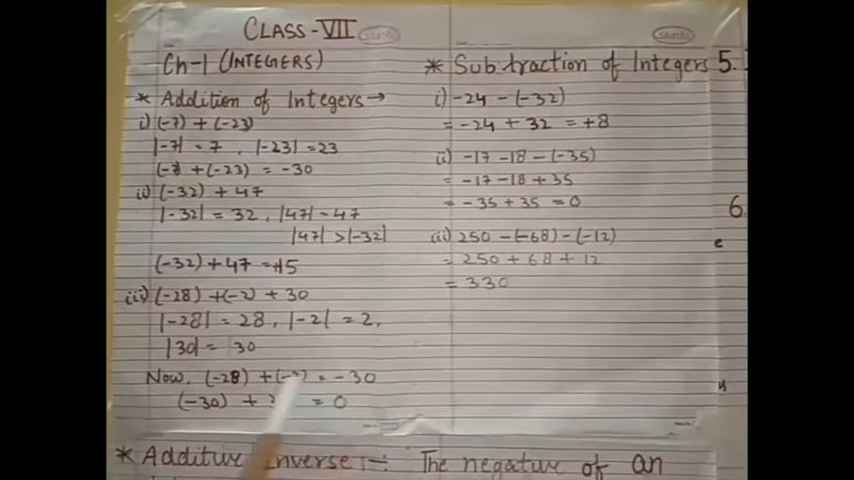 CLASS-VII
Ch-1 (INTEGERS)
* Addition of Integers→
i) (-7) + (-23)
|-7| = 7, |-23| = 23
(-7) + (-23) = -30
ii) (-32) + 47
|-32| = 32, |47| = 47
|47| > |-32|
(-32) + 47 = +15
iii) (-28) + (-2) + 30
|-28| = 28, |-2| = 2,
|30| = 30
Now, (-28) + (-2) = -30
(-30) + = 0
* Subtraction of Integers
i) -24 - (-32)
= -24 + 32 = +8
ii) -17 -18 - (-35)
= -17 -18 + 35
= -35 + 35 = 0
iii) 250 - (-68) - (-12)
= 250 + 68 + 12
= 330
5.
6.
* Additive Inverse :- The negative of an